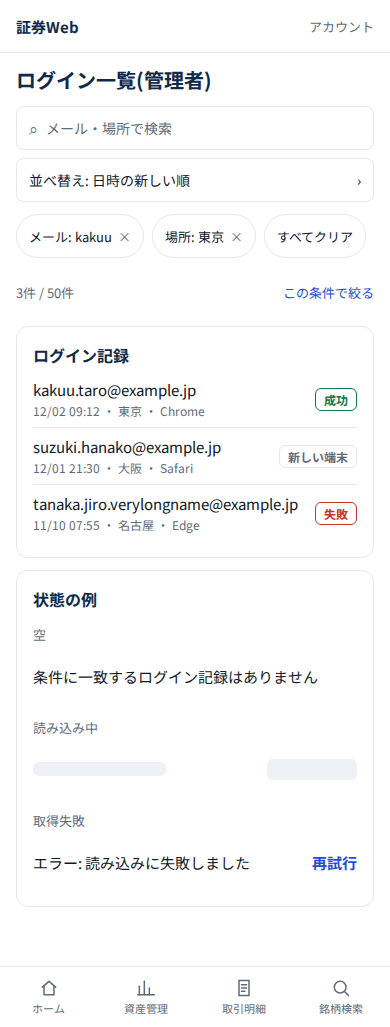 証券Web アカウント
ログイン一覧(管理者)
メール・場所で検索
並べ替え: 日時の新しい順 ›
メール: kakuu × 場所: 東京 × すべてクリア
3件 / 50件 この条件で絞る
ログイン記録
kakuu.taro@example.jp
12/02 09:12 ・ 東京 ・ Chrome
成功
suzuki.hanako@example.jp
12/01 21:30 ・ 大阪 ・ Safari
新しい端末
tanaka.jiro.verylongname@example.jp
11/10 07:55 ・ 名古屋 ・ Edge
失敗
状態の例
空
条件に一致するログイン記録はありません
読み込み中
取得失敗
エラー: 読み込みに失敗しました 再試行
ホーム 資産管理 取引明細 銘柄検索